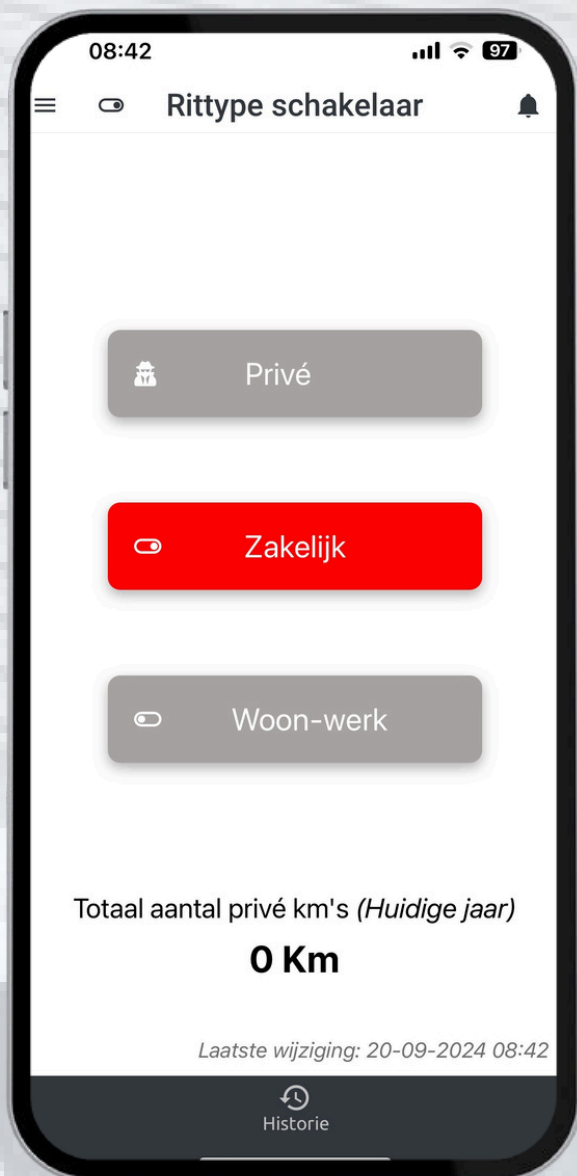 08:42 97
Rittype schakelaar
Privé
Zakelijk
Woon-werk
Totaal aantal privé km's (Huidige jaar)
0 Km
Laatste wijziging: 20-09-2024 08:42
Historie